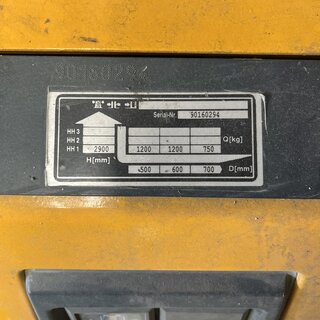 90160294
Serial-Nr. 90160294
HH 3
HH 2 Q[kg]
HH 1 2900 1200 1200 750
H[mm] 500 600 700 D[mm]